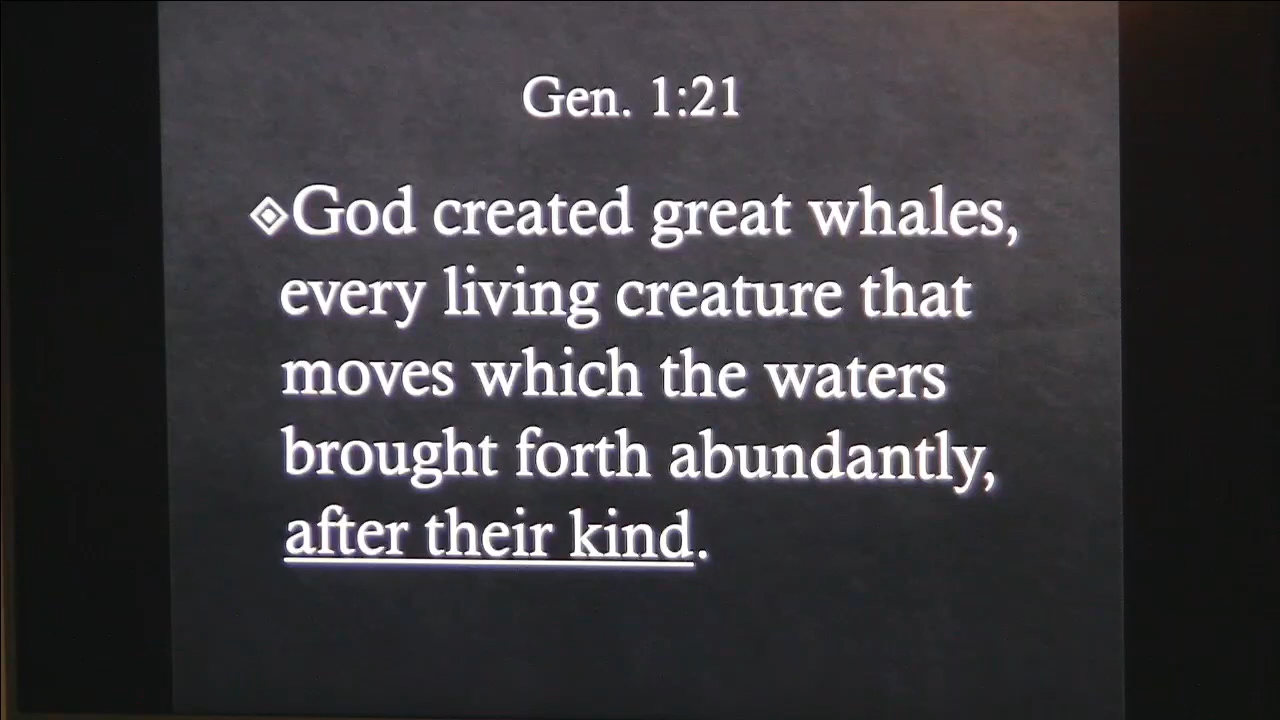 Gen. 1:21
God created great whales,
every living creature that
moves which the waters
brought forth abundantly,
after their kind.